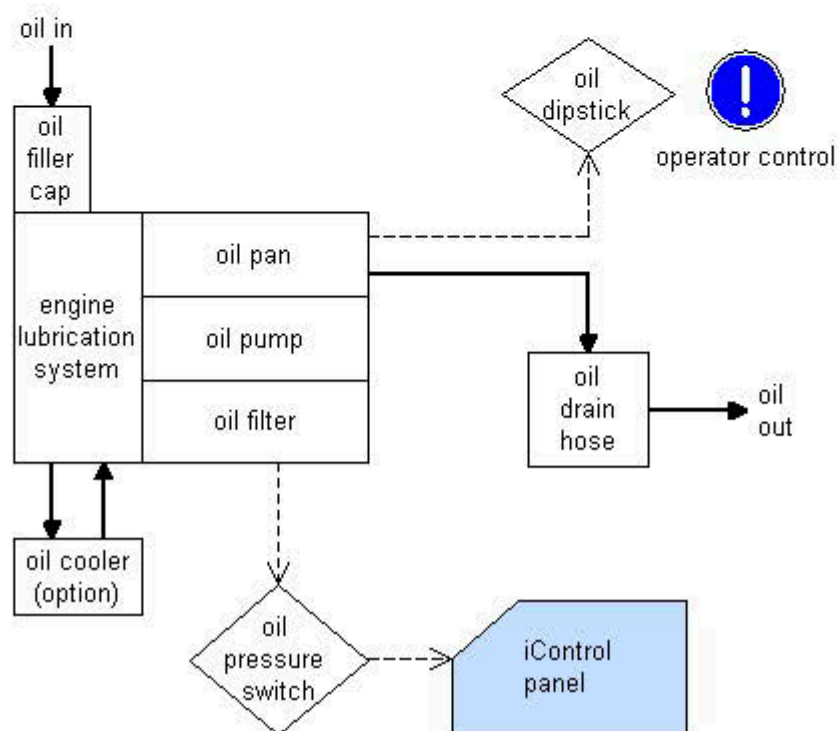 oil in
oil
filler
cap
oil
dipstick
operator control
engine
lubrication
system
oil pan
oil pump
oil filter
oil
drain
hose
oil
out
oil cooler
(option)
oil
pressure
switch
iControl
panel